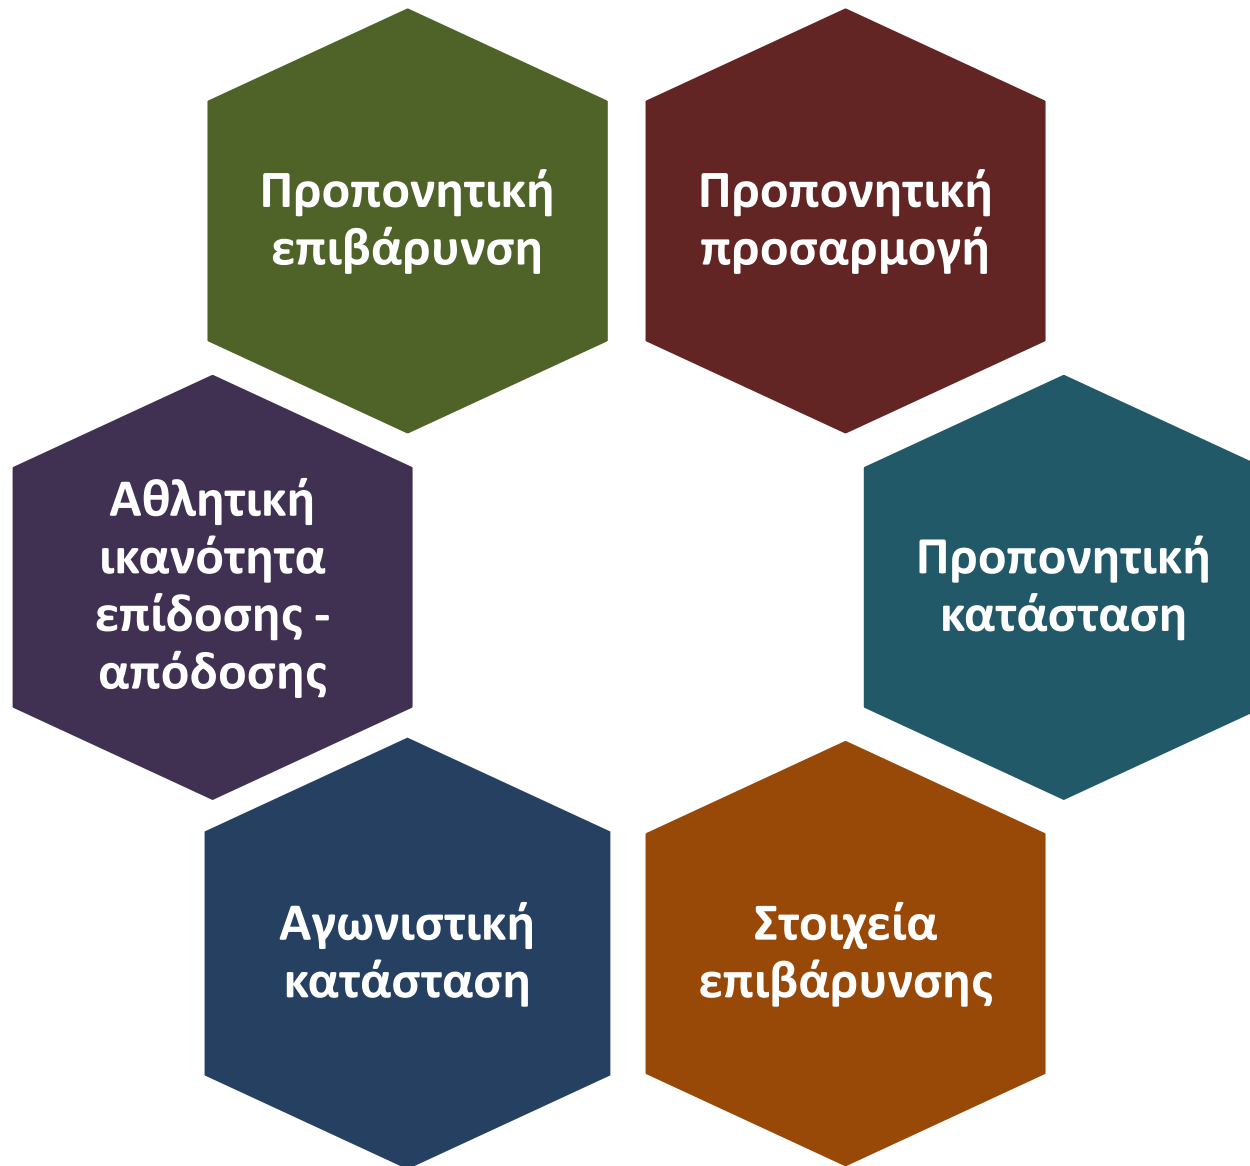 Προπονητική
επιβάρυνση
Προπονητική
προσαρμογή
Αθλητική
ικανότητα
επίδοσης -
απόδοσης
Προπονητική
κατάσταση
Αγωνιστική
κατάσταση
Στοιχεία
επιβάρυνσης